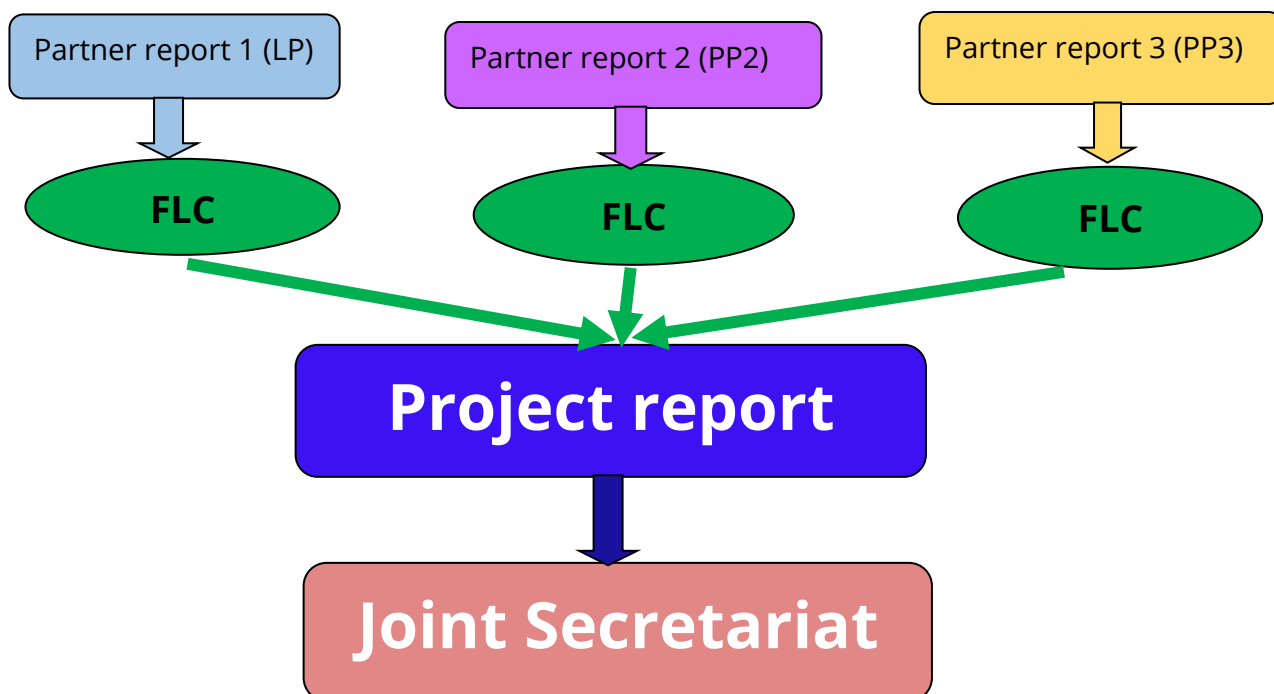 Partner report 1 (LP)
Partner report 2 (PP2)
Partner report 3 (PP3)
FLC
FLC
FLC
Project report
Joint Secretariat